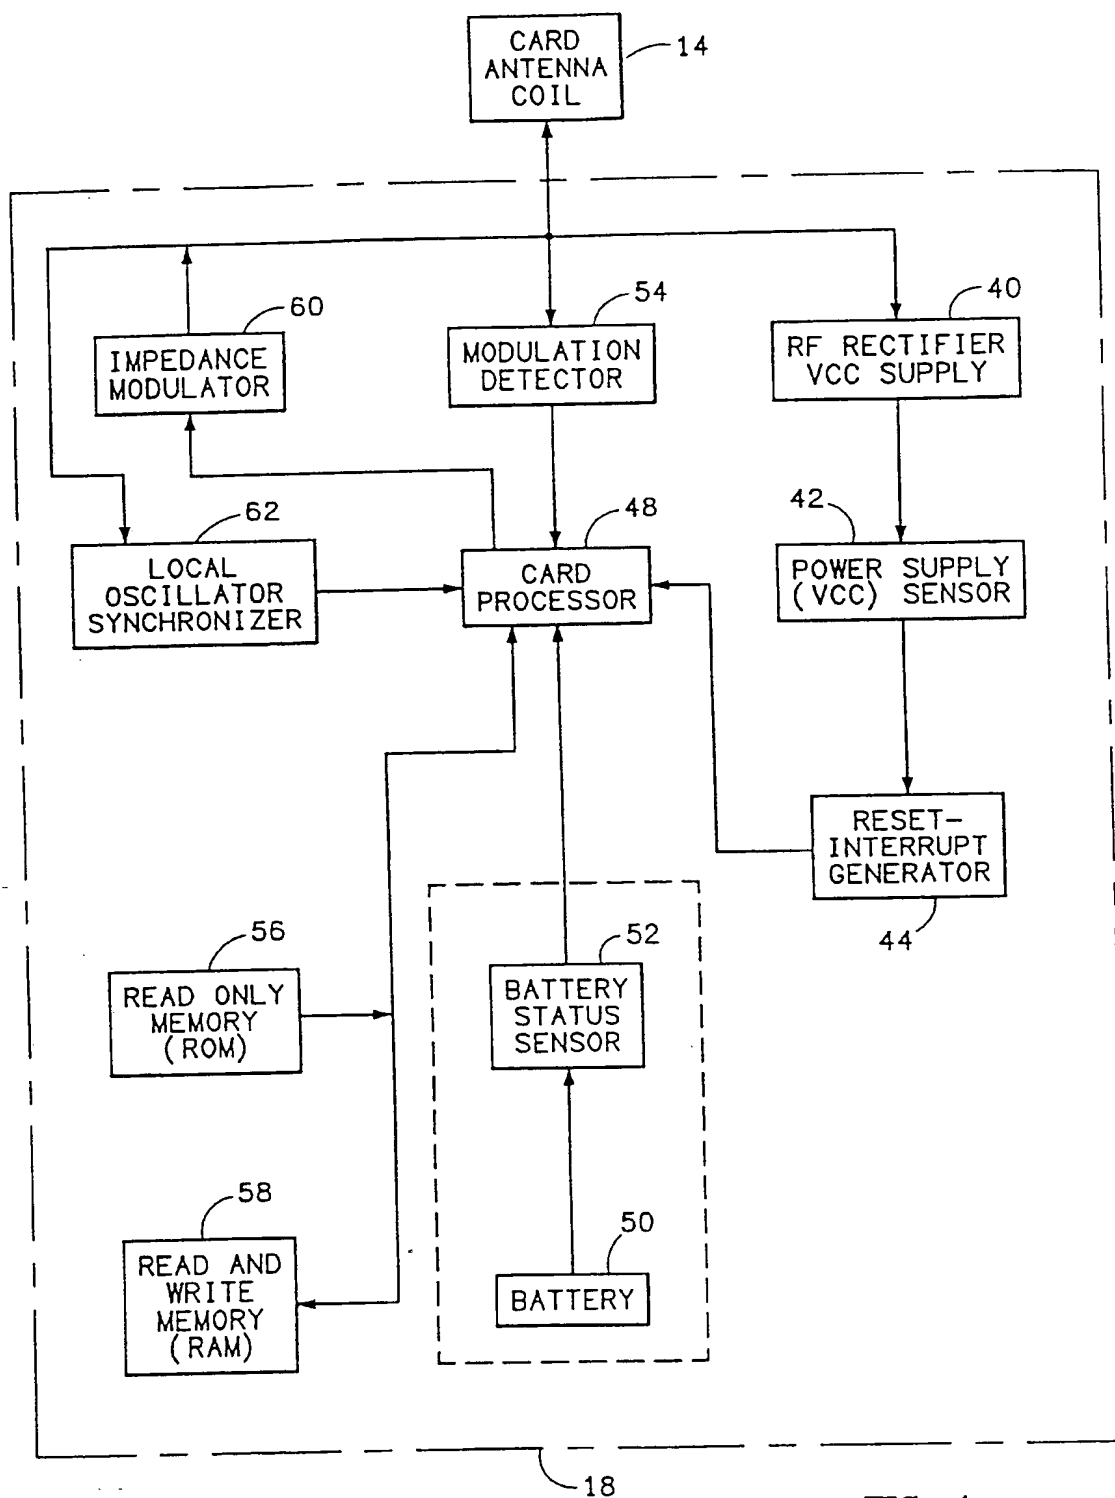 CARD
ANTENNA
COIL
14
60
54
40
IMPEDANCE
MODULATOR
MODULATION
DETECTOR
RF RECTIFIER
VCC SUPPLY
62
48
42
LOCAL
OSCILLATOR
SYNCHRONIZER
CARD
PROCESSOR
POWER SUPPLY
(VCC) SENSOR
RESET-
INTERRUPT
GENERATOR
44
56
52
READ ONLY
MEMORY
(ROM)
BATTERY
STATUS
SENSOR
58
50
READ AND
WRITE
MEMORY
(RAM)
BATTERY
18